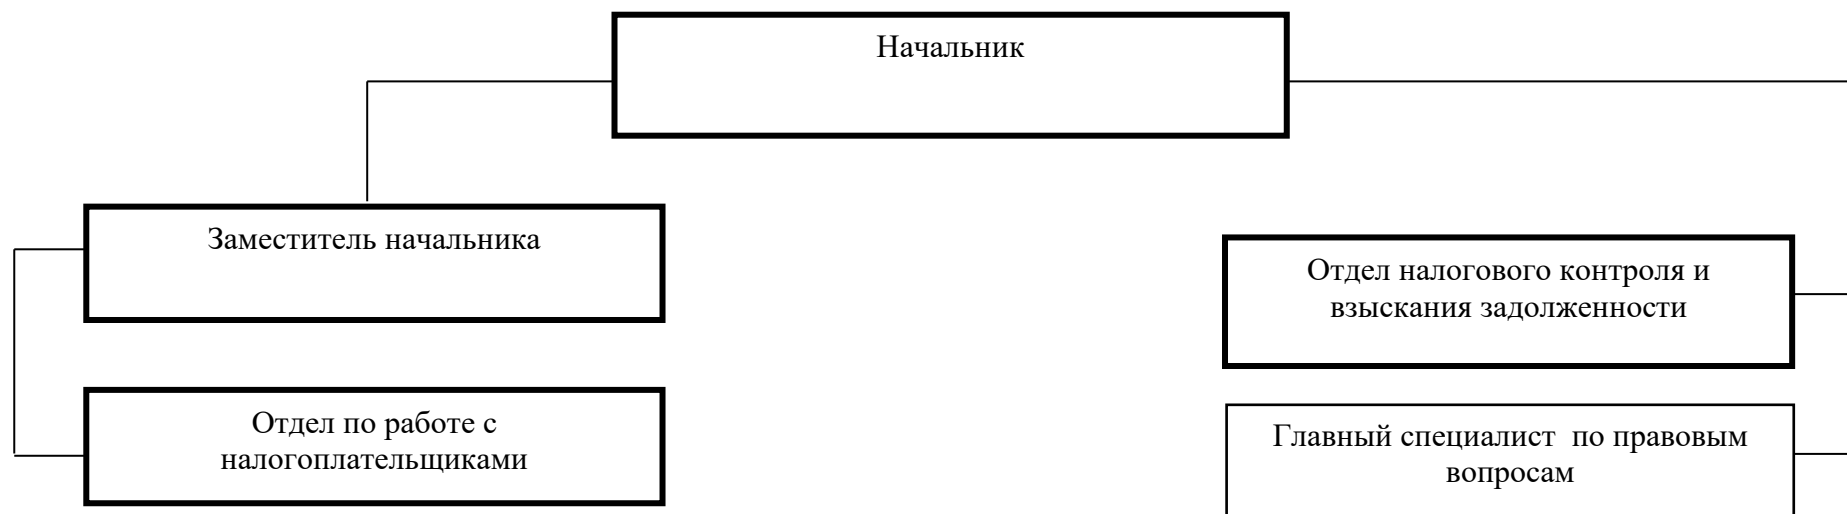 Начальник
Заместитель начальника
Отдел налогового контроля и
взыскания задолженности
Отдел по работе с
налогоплательщиками
Главный специалист  по правовым
вопросам